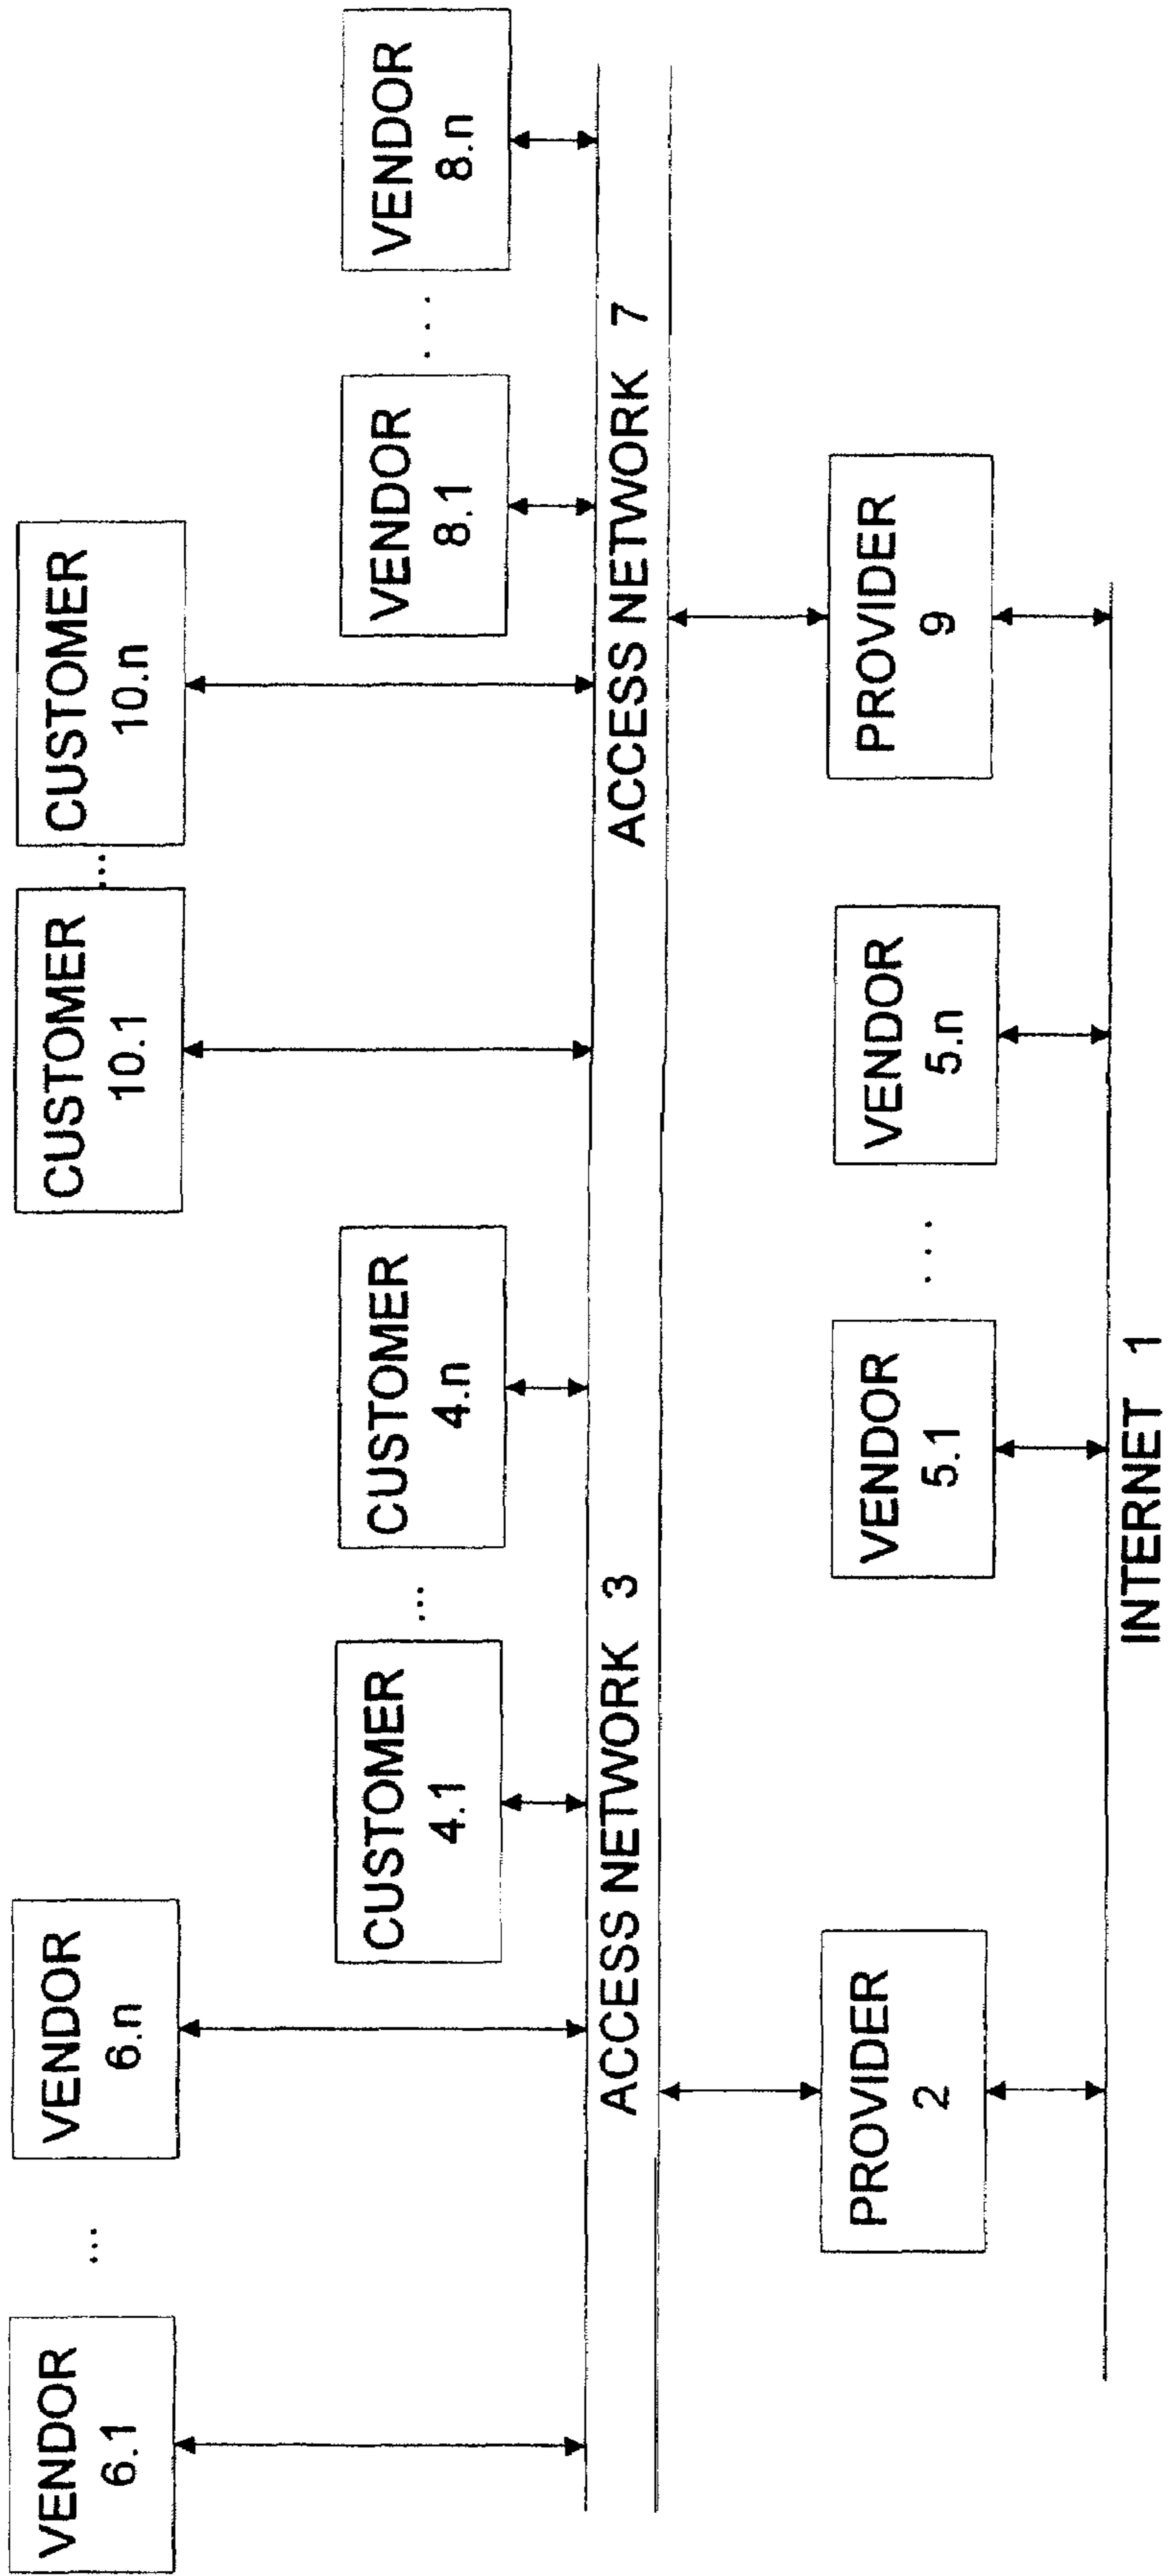 VENDOR
6.1
...
VENDOR
6.n
CUSTOMER
10.1
...
CUSTOMER
10.n
CUSTOMER
4.1
...
CUSTOMER
4.n
VENDOR
8.1
...
VENDOR
8.n
ACCESS NETWORK 3
ACCESS NETWORK 7
PROVIDER
2
VENDOR
5.1
...
VENDOR
5.n
PROVIDER
9
INTERNET 1